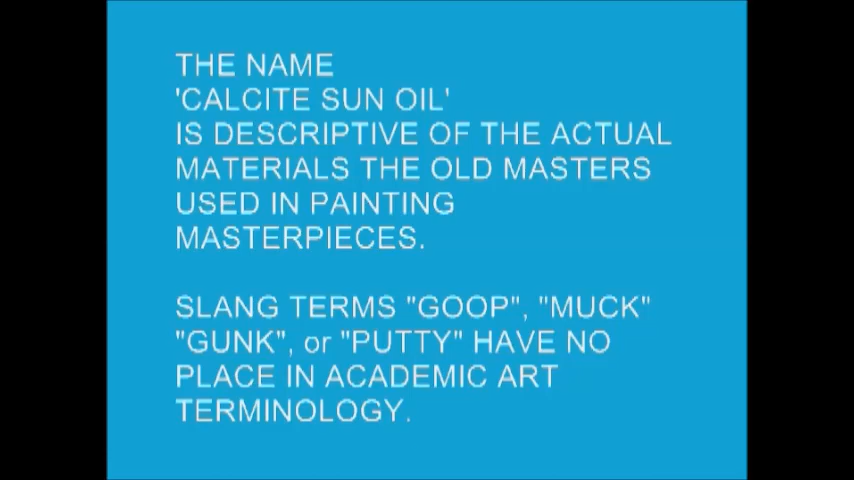 THE NAME
'CALCITE SUN OIL'
IS DESCRIPTIVE OF THE ACTUAL
MATERIALS THE OLD MASTERS
USED IN PAINTING
MASTERPIECES.
SLANG TERMS "GOOP", "MUCK"
"GUNK", or "PUTTY" HAVE NO
PLACE IN ACADEMIC ART
TERMINOLOGY.